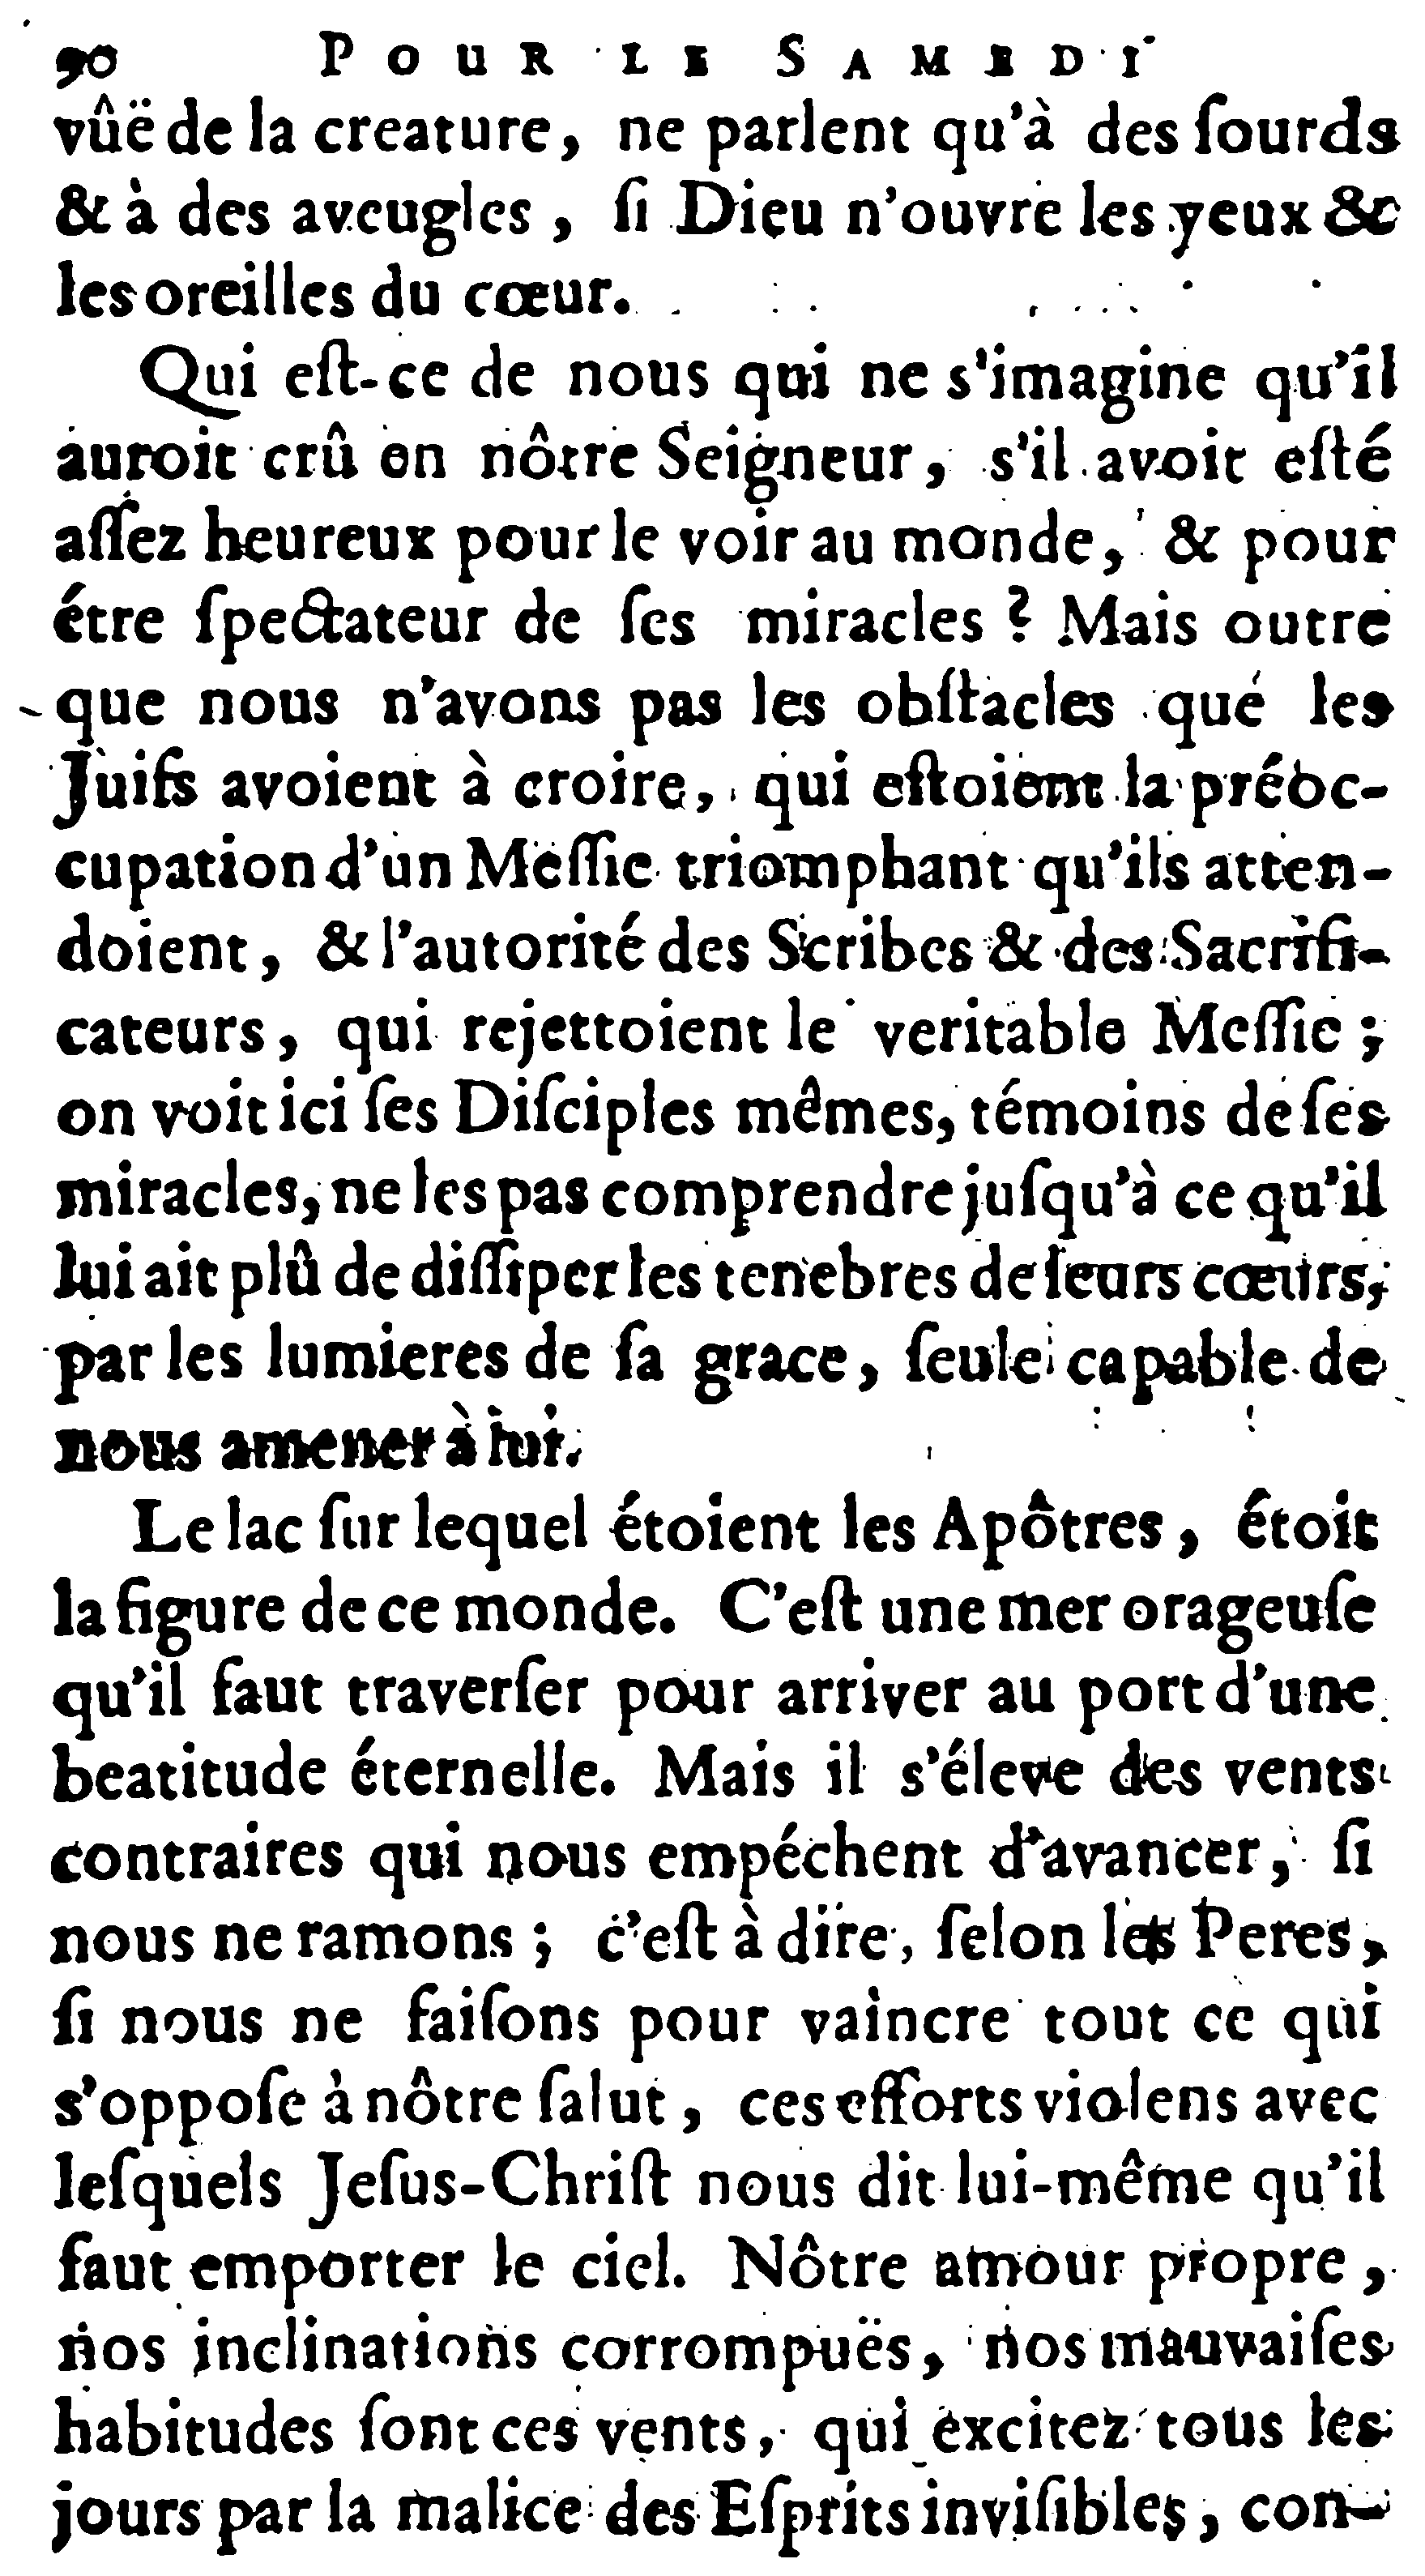 90 POUR LE SAMEDI
vûë de la creature, ne parlent qu'à des ſourds
& à des aveugles, ſi Dieu n'ouvre les yeux &
les oreilles du cœur.
Qui eſt-ce de nous qui ne s'imagine qu'il
auroit crû en nôtre Seigneur, s'il avoit eſté
aſſez heureux pour le voir au monde, & pour
étre ſpectateur de ſes miracles ? Mais outre
que nous n'avons pas les obſtacles que les
Juifs avoient à croire, qui eſtoient la préoc-
cupation d'un Meſſie triomphant qu'ils atten-
doient, & l'autorité des Scribes & des Sacrifi-
cateurs, qui rejettoient le veritable Meſſie ;
on voit ici ſes Diſciples mêmes, témoins de ſes
miracles, ne les pas comprendre juſqu'à ce qu'il
lui ait plû de diſſiper les tenebres de leurs cœurs,
par les lumieres de ſa grace, ſeule capable de
nous amener à lui.
Le lac ſur lequel étoient les Apôtres, étoit
la figure de ce monde. C'eſt une mer orageuſe
qu'il faut traverſer pour arriver au port d'une
beatitude éternelle. Mais il s'éleve des vents
contraires qui nous empéchent d'avancer, ſi
nous ne ramons ; c'eſt à dire, ſelon les Peres,
ſi nous ne faiſons pour vaincre tout ce qui
s'oppoſe à nôtre ſalut, ces efforts violens avec
leſquels Jeſus-Chriſt nous dit lui-même qu'il
faut emporter le ciel. Nôtre amour propre,
nos inclinations corrompuës, nos mauvaiſes
habitudes ſont ces vents, qui excitez tous les
jours par la malice des Eſprits inviſibles, con-